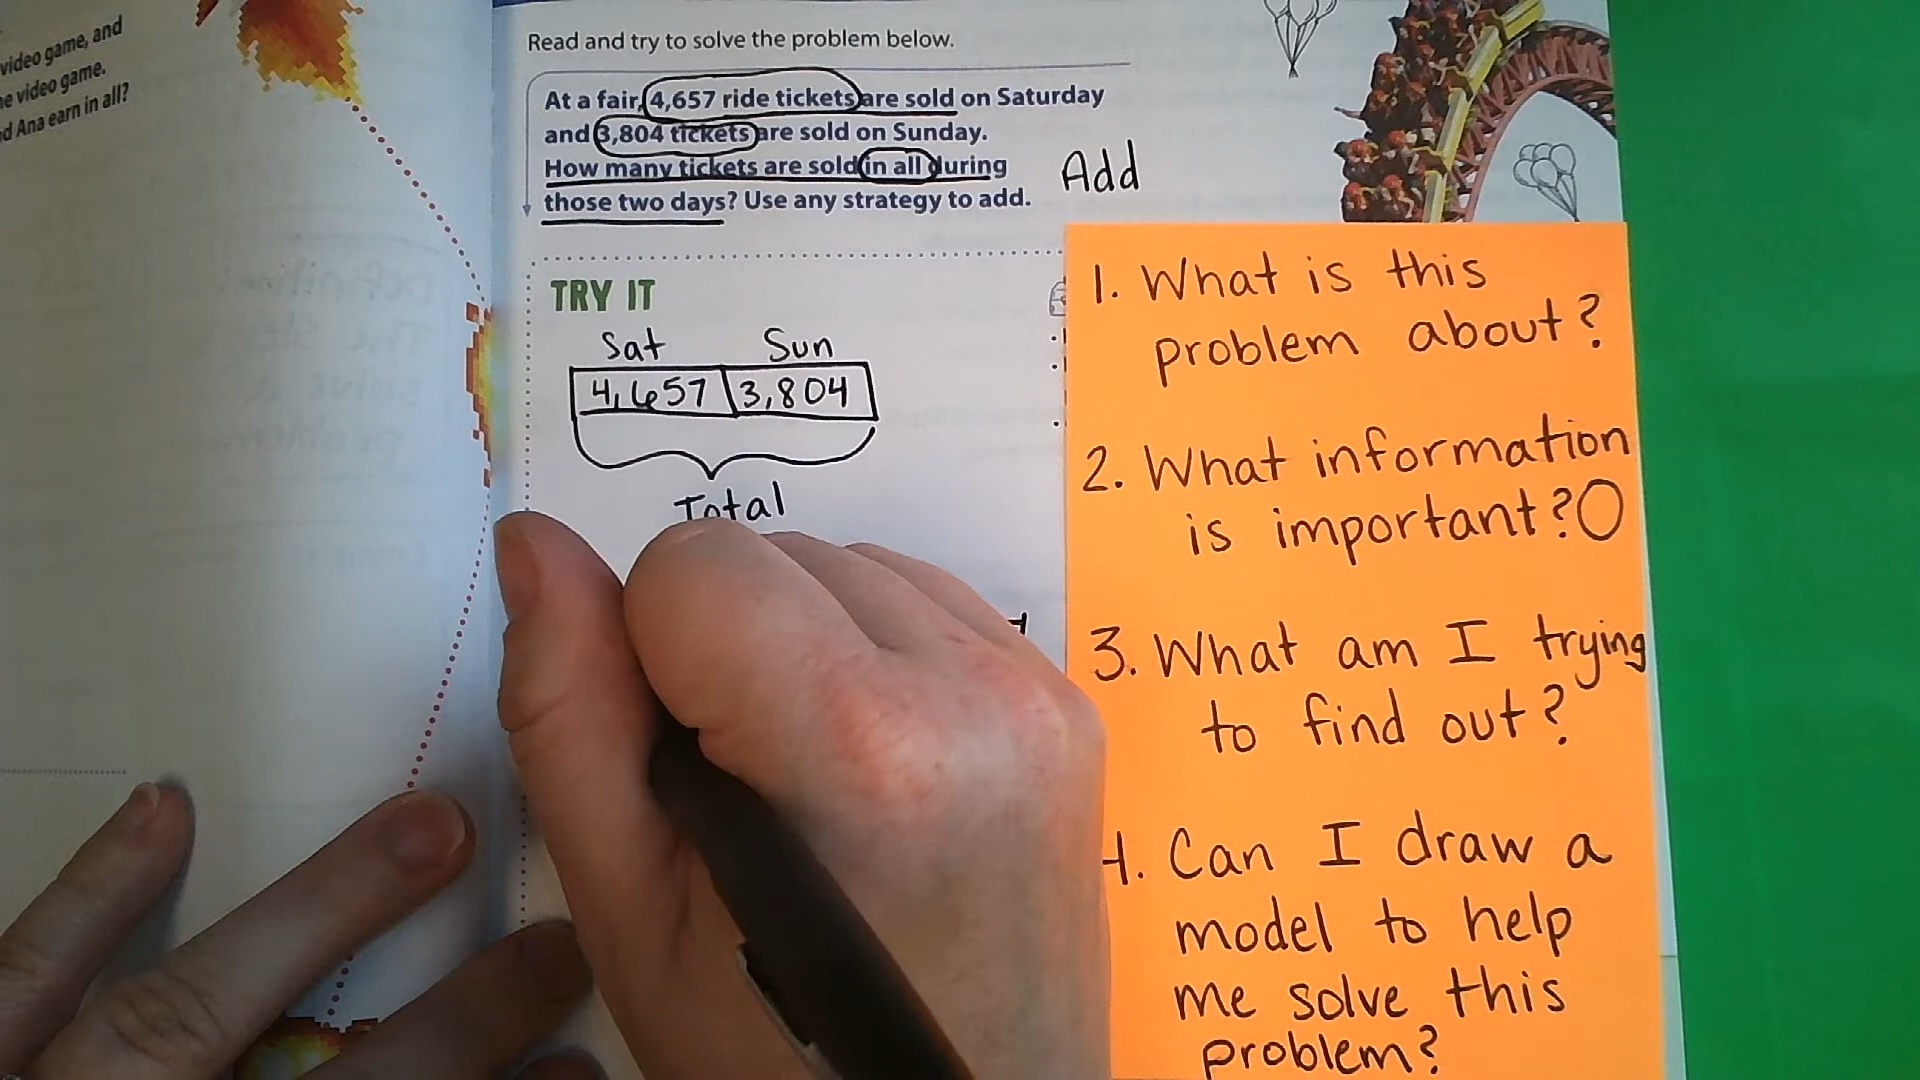 video game, and
video game.
Ana earn in all?
Read and try to solve the problem below.
At a fair, 4,657 ride tickets are sold on Saturday
and 3,804 tickets are sold on Sunday.
How many tickets are sold in all during
those two days? Use any strategy to add.
Add
TRY IT
Sat Sun
4,657 3,804
Total
1. What is this
problem about?
2. What information
is important?
3. What am I trying
to find out?
4. Can I draw a
model to help
me solve this
problem?